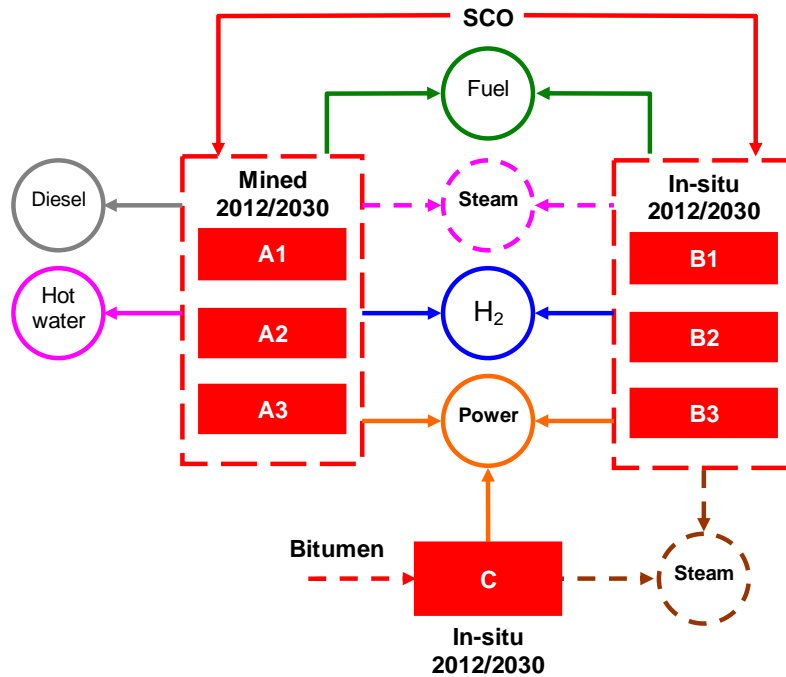 SCO
Fuel
Mined
2012/2030
Steam
In-situ
2012/2030
Diesel
A1
B1
Hot
water
A2
H₂
B2
A3
Power
B3
Bitumen
C
Steam
In-situ
2012/2030